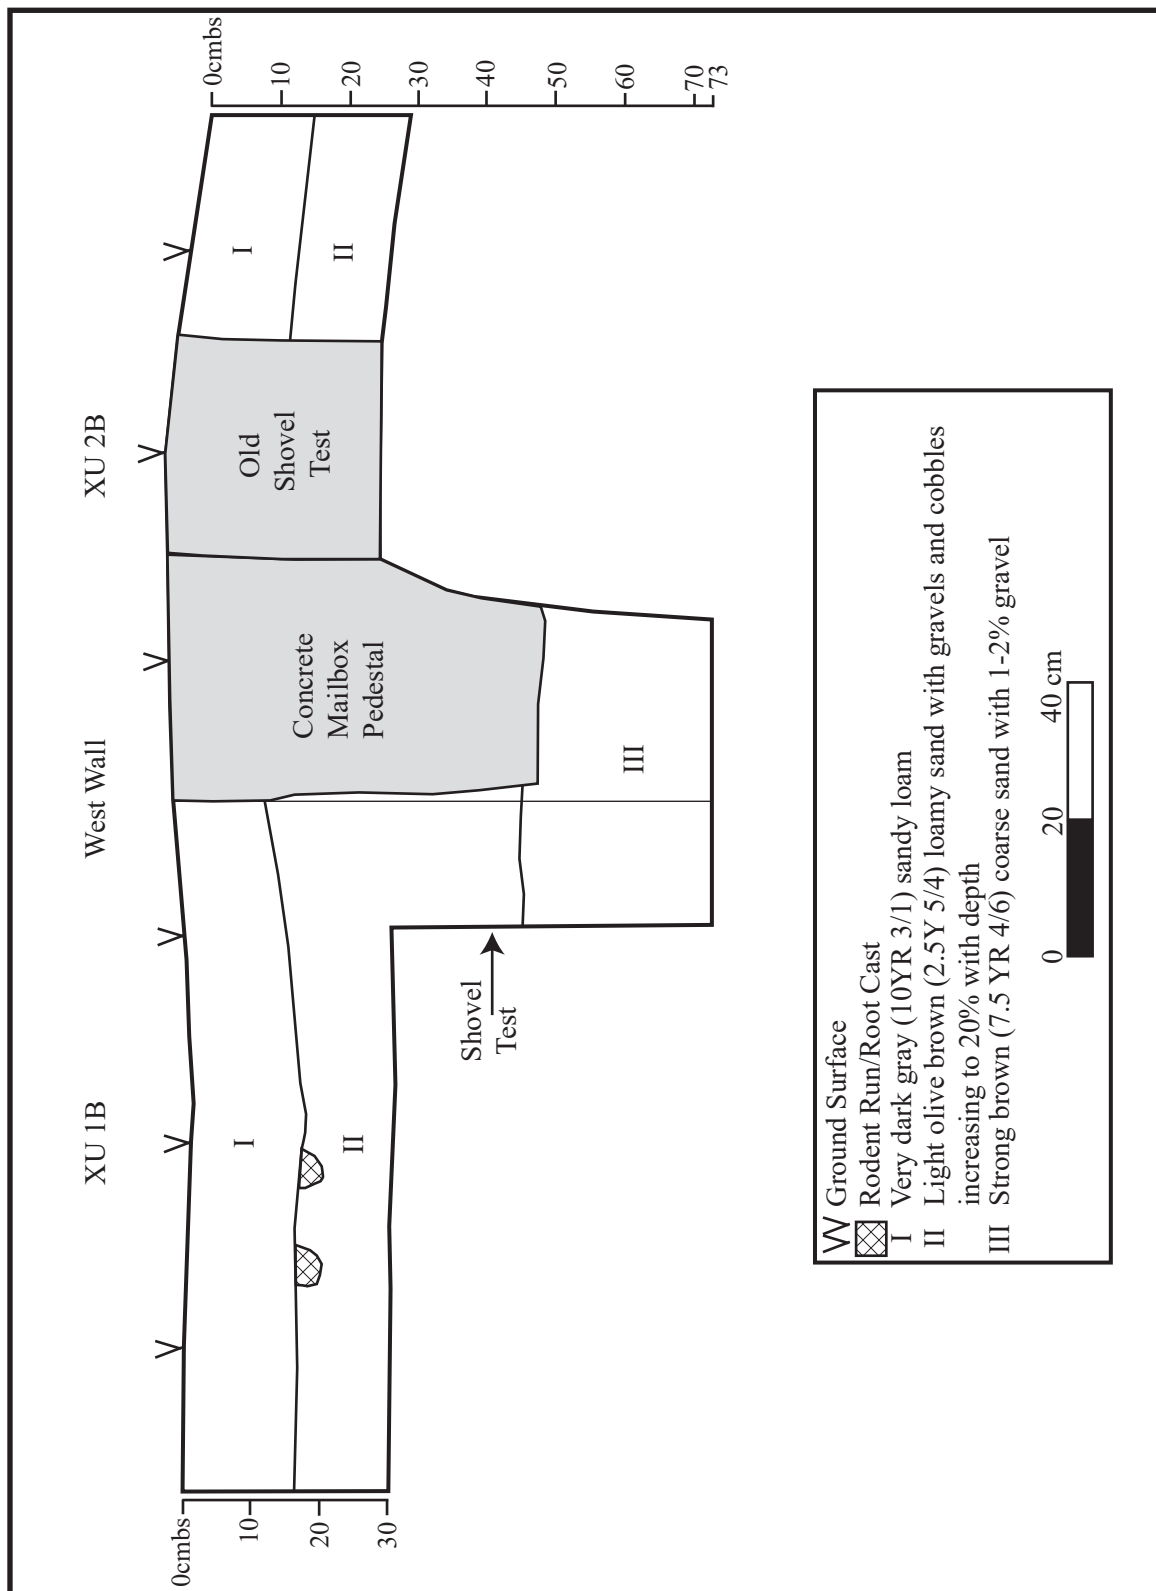 XU 1B
West Wall
XU 2B
0cmbs
10
20
30
I
II
Shovel
Test
Concrete
Mailbox
Pedestal
III
Old
Shovel
Test
I
II
0cmbs
10
20
30
40
50
60
70
73
Ground Surface
Rodent Run/Root Cast
I Very dark gray (10YR 3/1) sandy loam
II Light olive brown (2.5Y 5/4) loamy sand with gravels and cobbles
increasing to 20% with depth
III Strong brown (7.5 YR 4/6) coarse sand with 1-2% gravel
0 20 40 cm